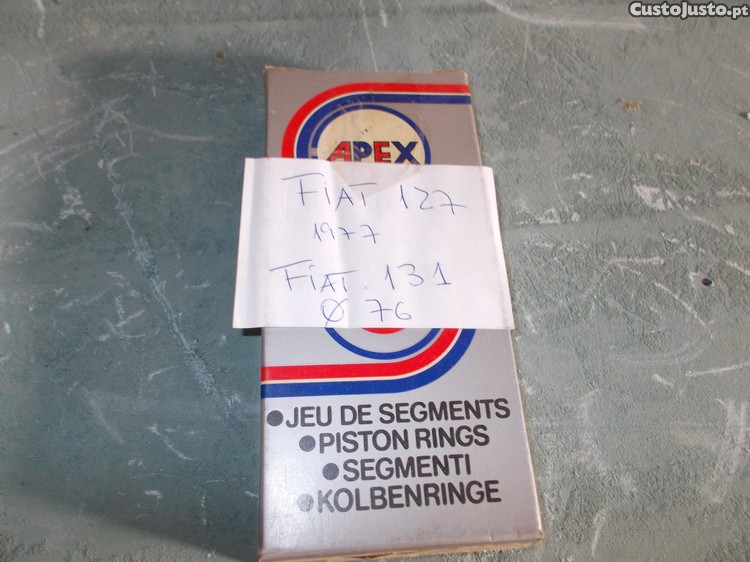 CustoJusto.pt
APEX
FIAT 127
1977
FIAT. 131
Ø 76
•JEU DE SEGMENTS
•PISTON RINGS
•SEGMENTI
•KOLBENRINGE